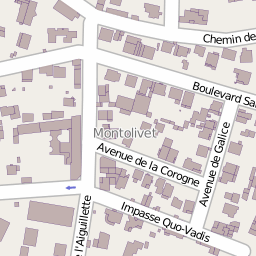 Chemin de
Boulevard Sa
Montolivet
Avenue de la Corogne
Avenue de Galice
Impasse Quo-Vadis
e l'Aiguillette